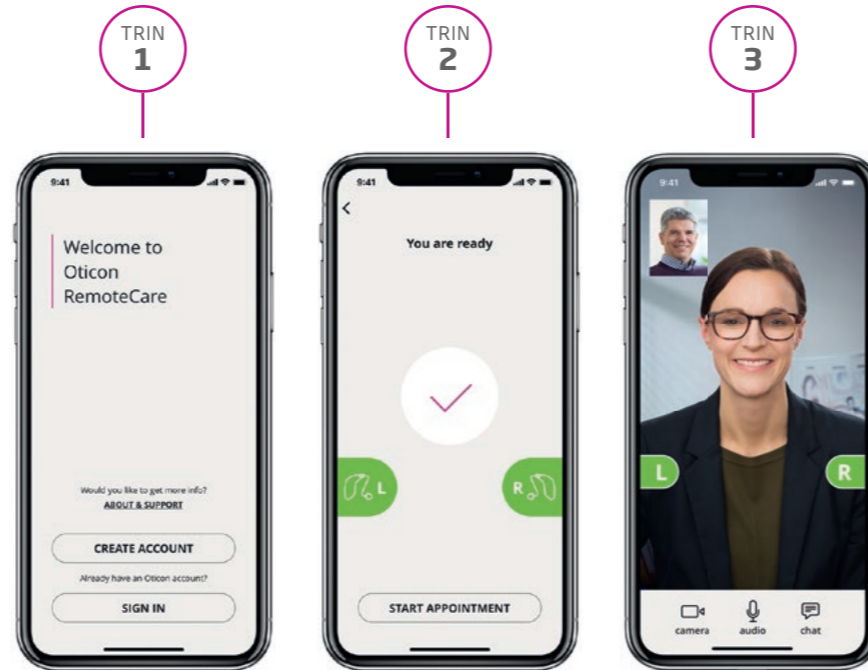 TRIN
1
TRIN
2
TRIN
3
9:41
Welcome to
Oticon
RemoteCare
Would you like to get more info?
ABOUT & SUPPORT
CREATE ACCOUNT
Already have an Oticon account?
SIGN IN
9:41
You are ready
L
R
START APPOINTMENT
9:41
L
R
camera
audio
chat